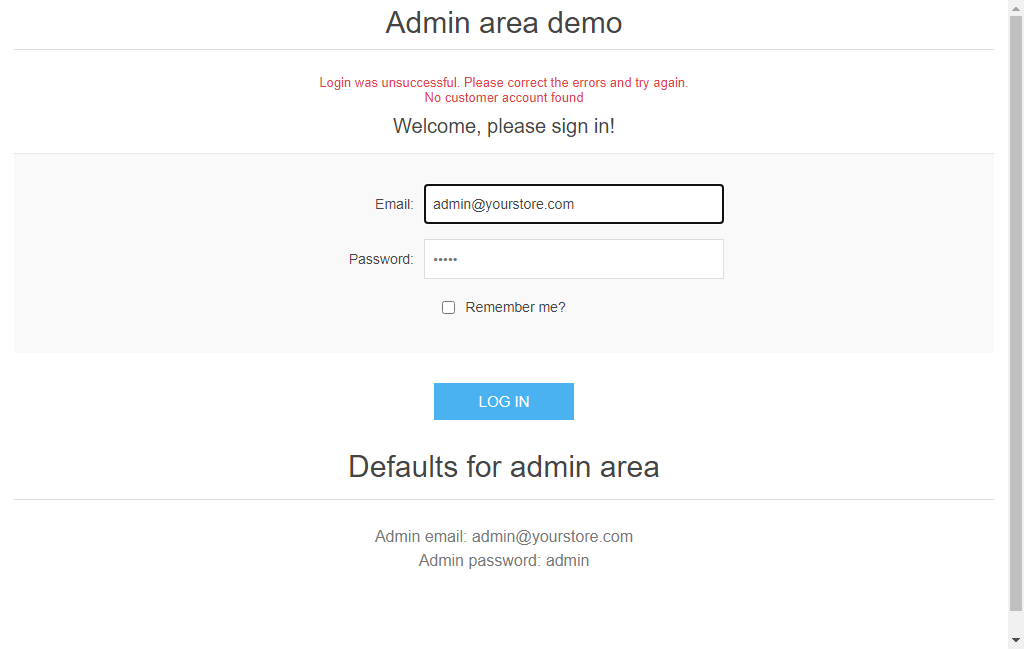 Admin area demo
Login was unsuccessful. Please correct the errors and try again.
No customer account found
Welcome, please sign in!
Email: admin@yourstore.com
Password: •••••
Remember me?
LOG IN
Defaults for admin area
Admin email: admin@yourstore.com
Admin password: admin